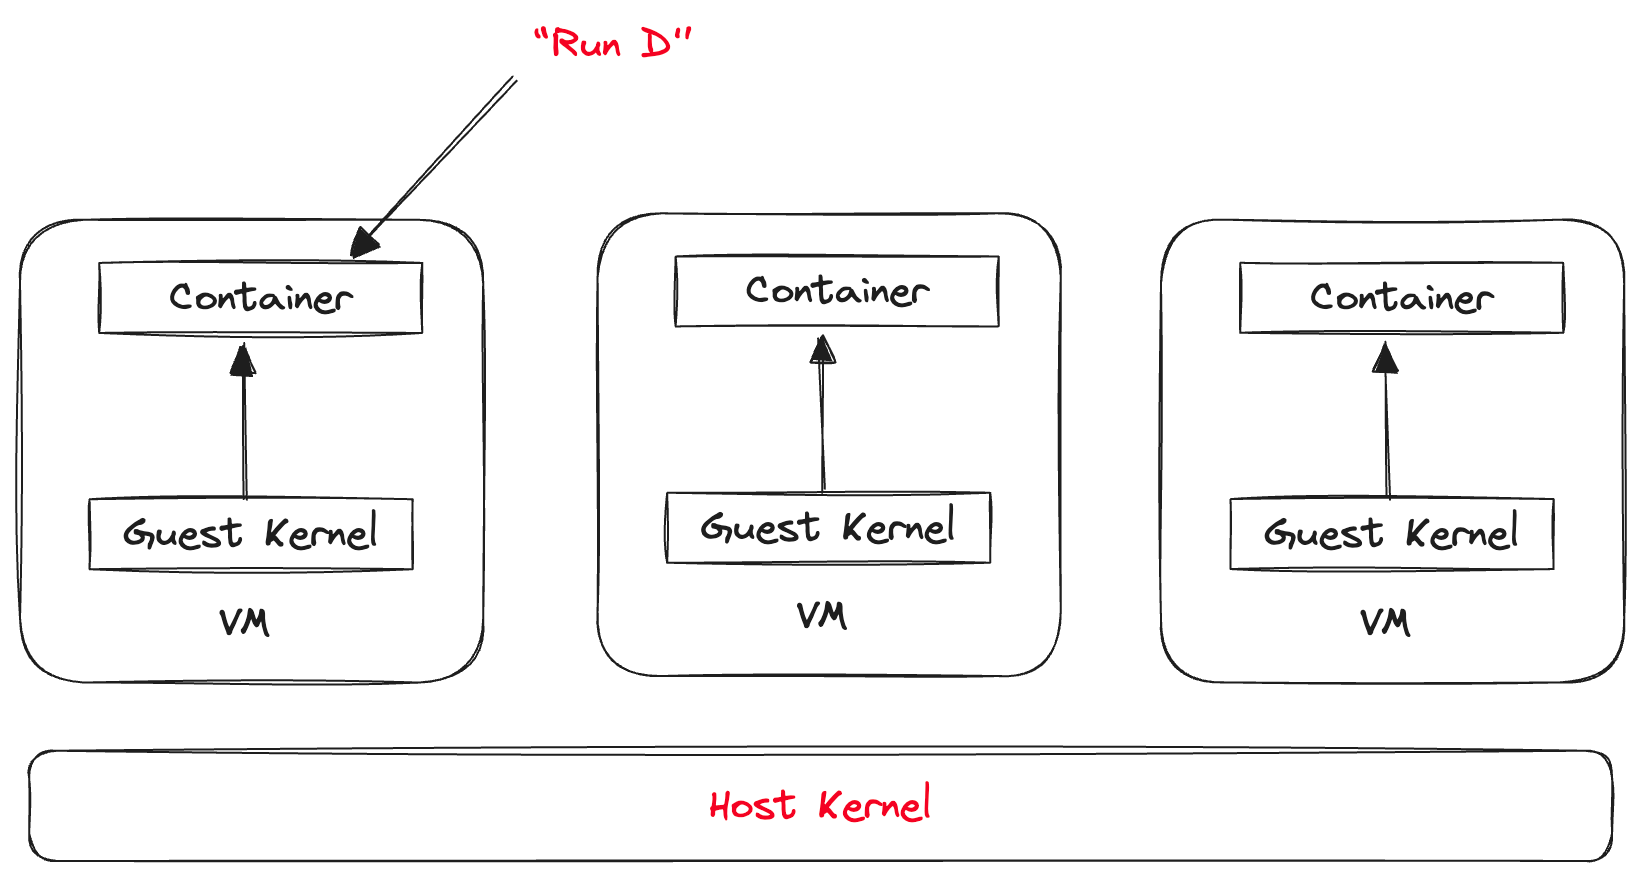 “Run D”
Container
Container
Container
Guest Kernel
Guest Kernel
Guest Kernel
VM
VM
VM
Host Kernel